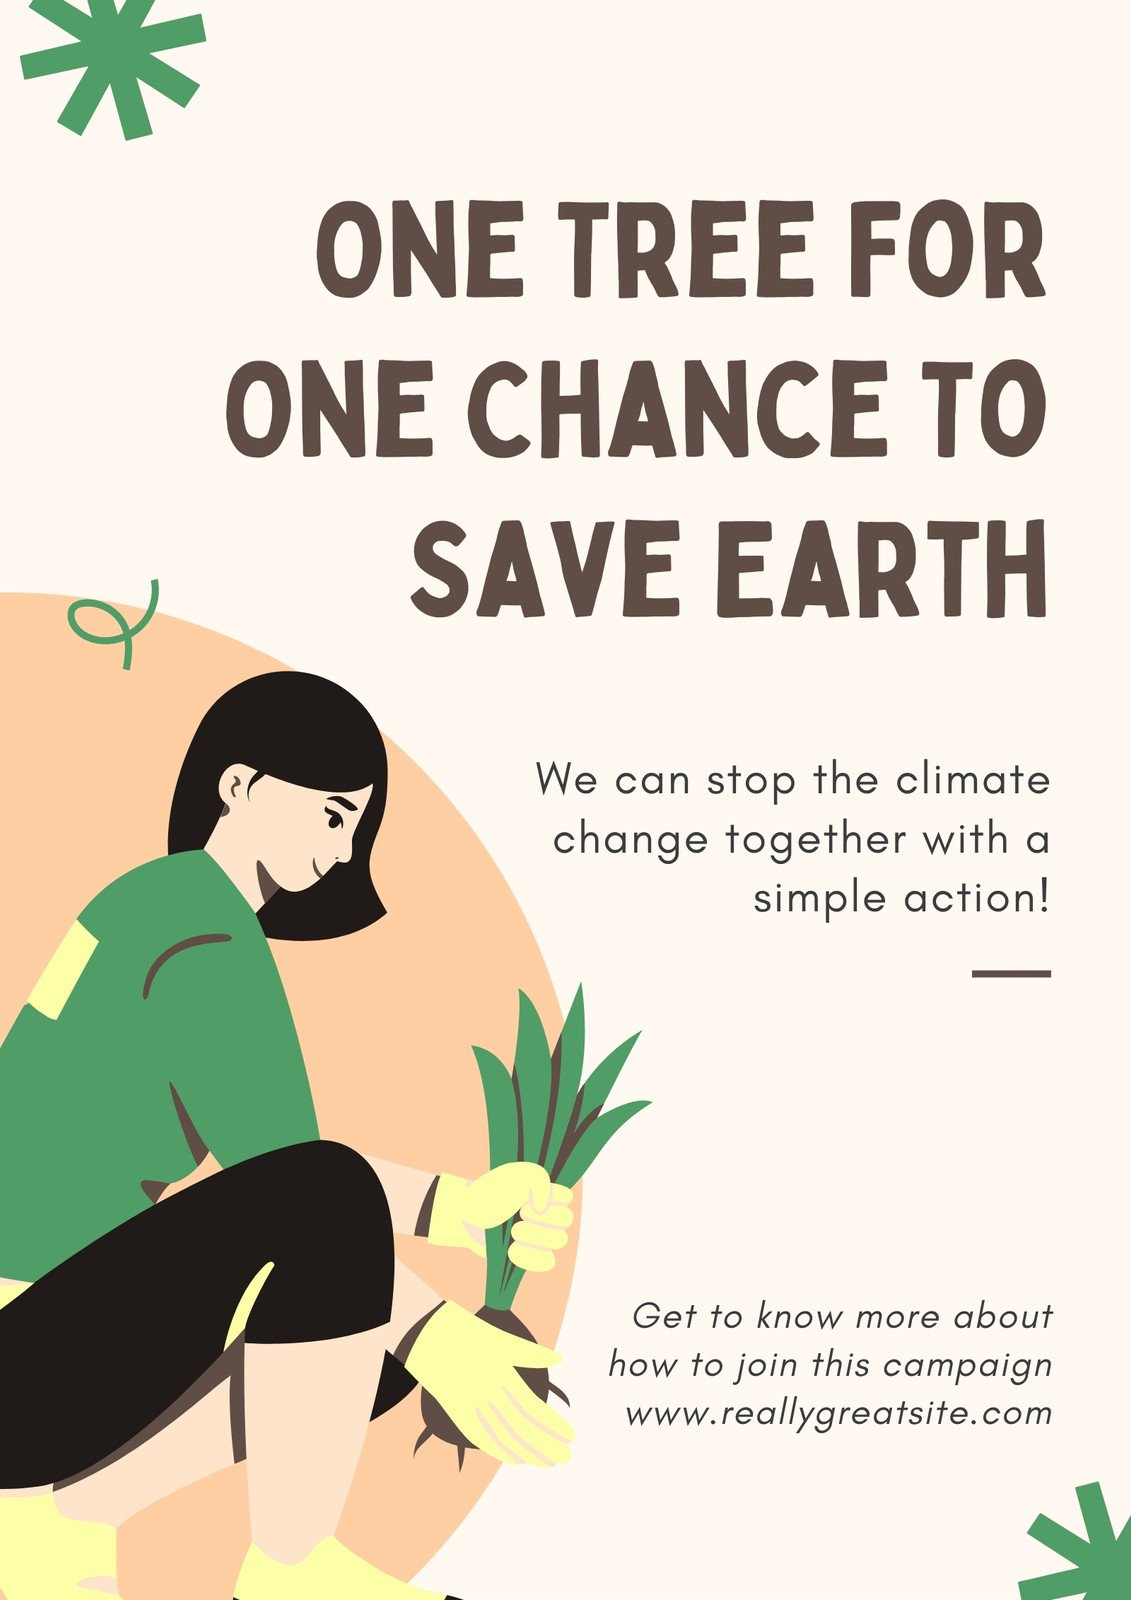 ONE TREE FOR
ONE CHANCE TO
SAVE EARTH
We can stop the climate
change together with a
simple action!
Get to know more about
how to join this campaign
www.reallygreatsite.com